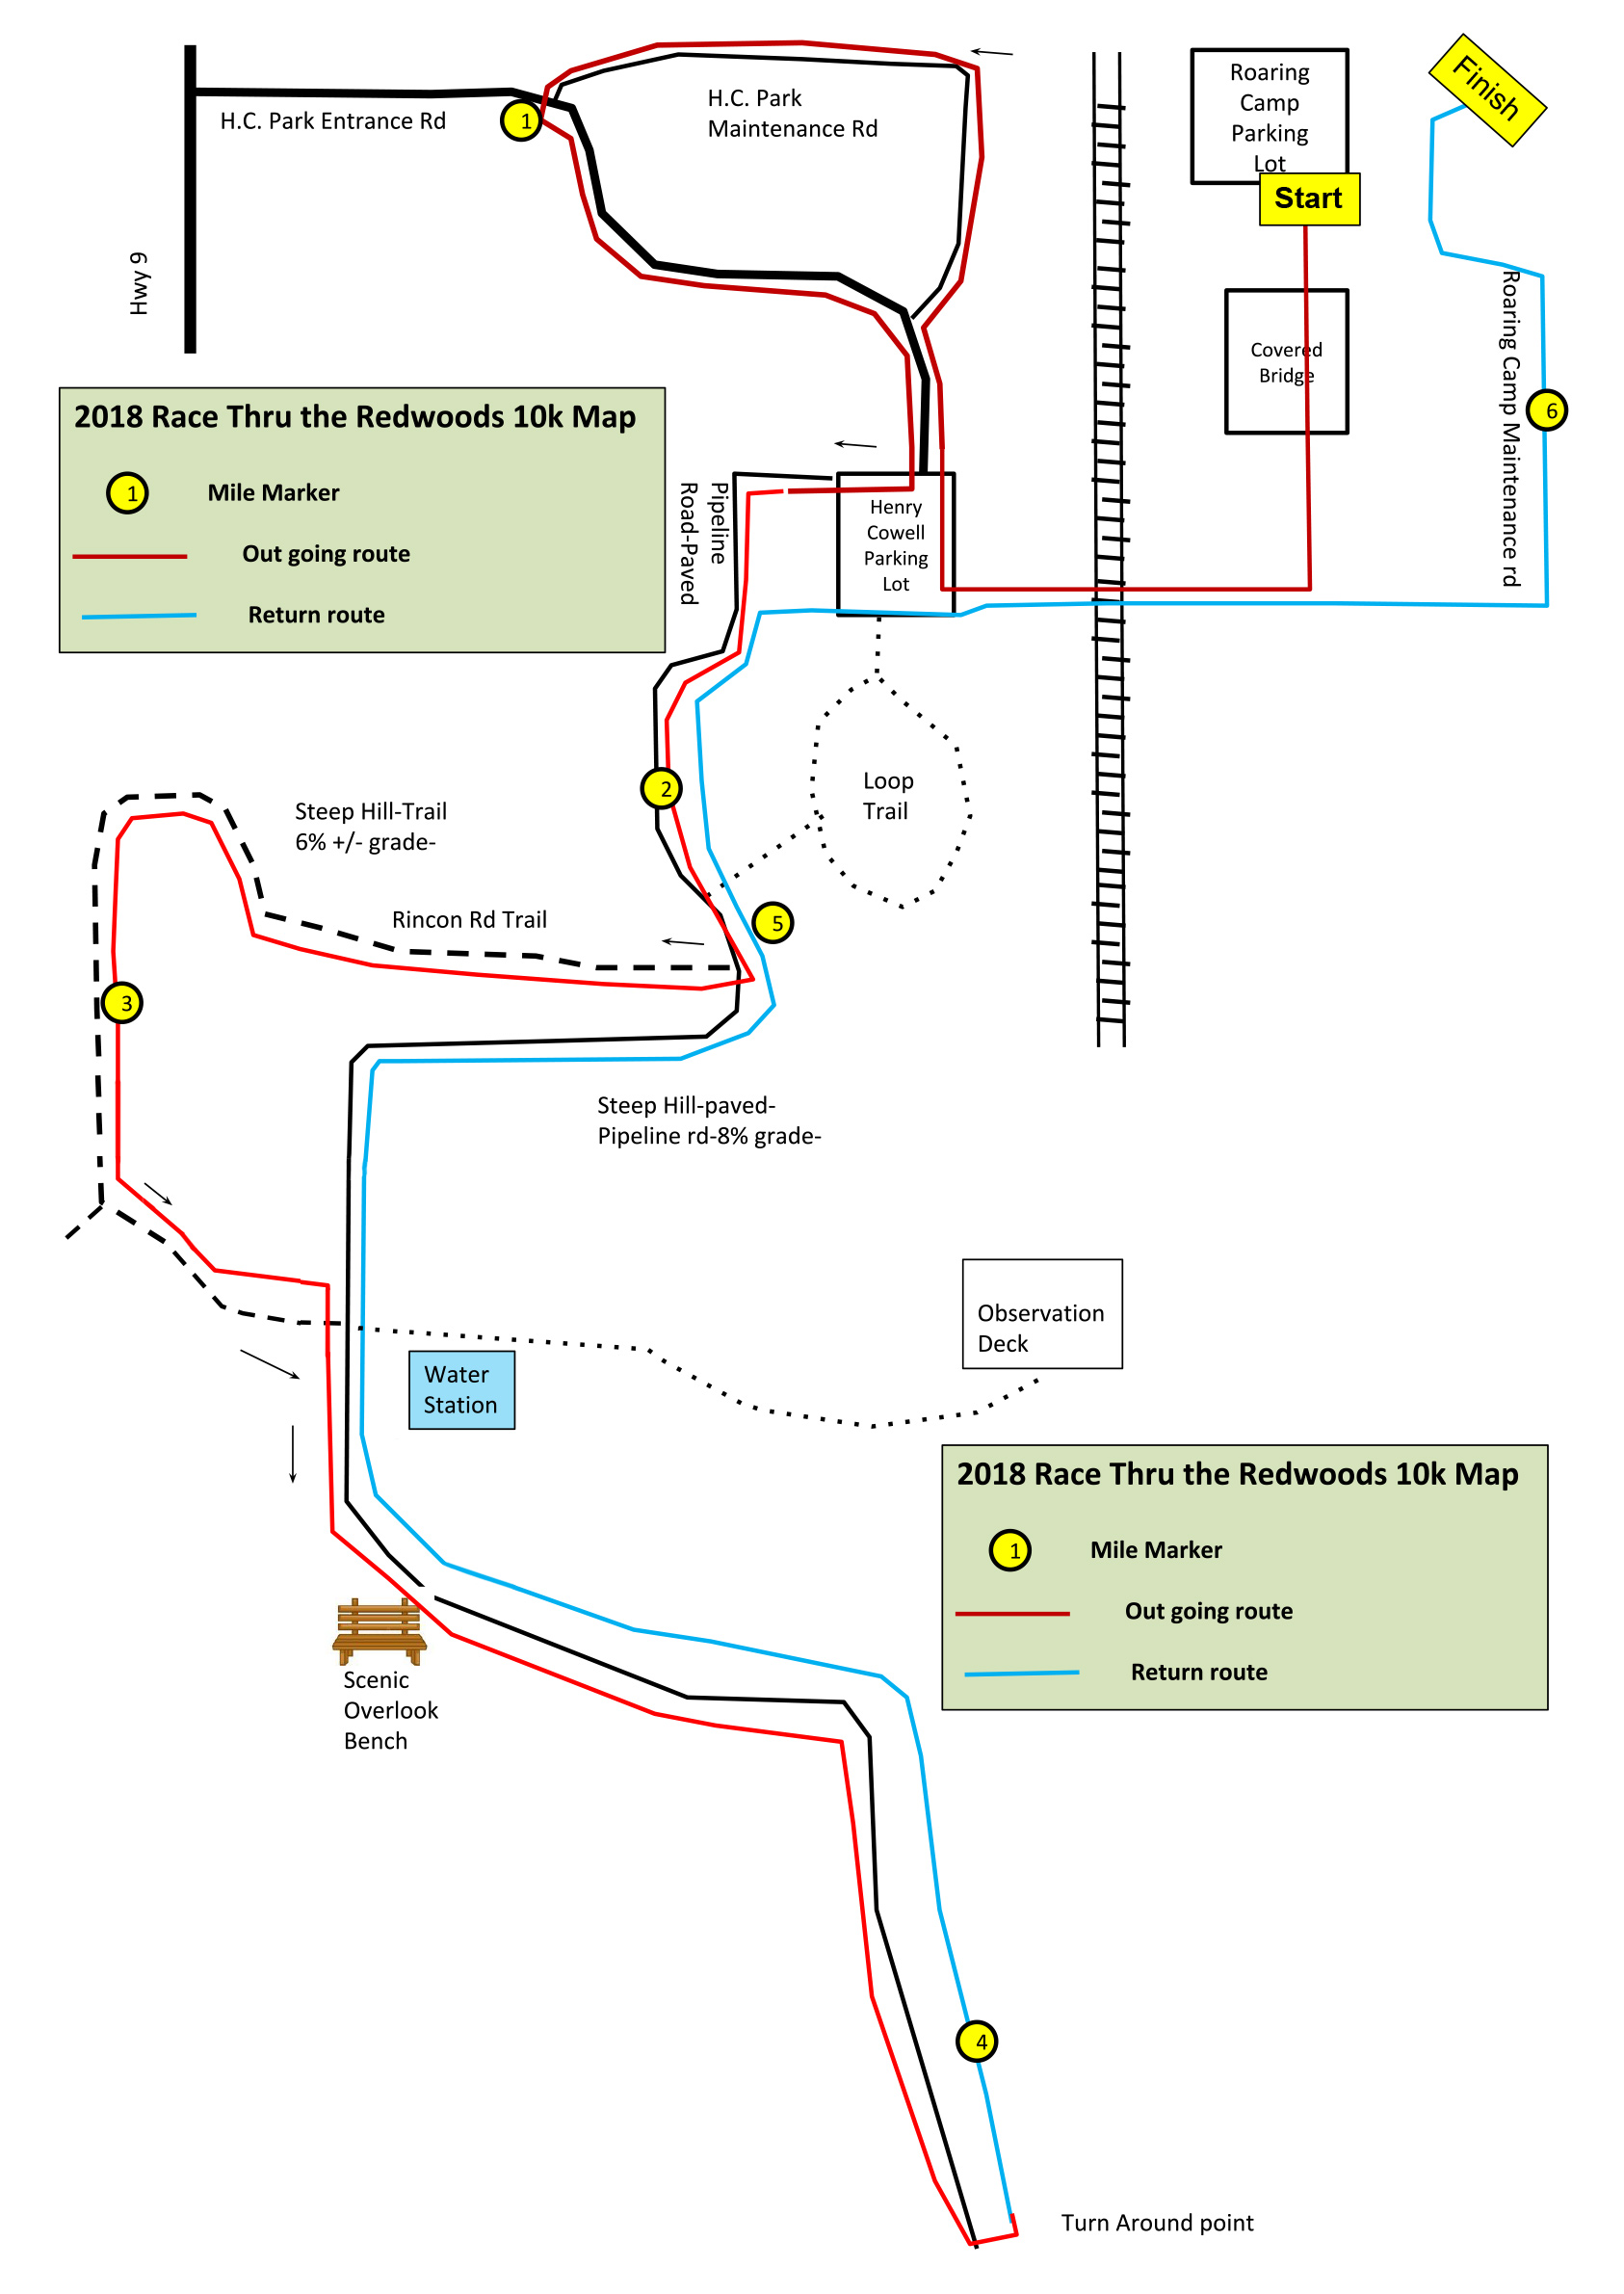 Finish
Roaring
Camp
Parking
Lot
Start
H.C. Park
Maintenance Rd
H.C. Park Entrance Rd
1
Hwy 9
Covered
Bridge
Roaring Camp Maintenance rd
6
2018 Race Thru the Redwoods 10k Map
1 Mile Marker
Out going route
Return route
Pipeline
Road-Paved
Henry
Cowell
Parking
Lot
2
Loop
Trail
Steep Hill-Trail
6% +/- grade-
Rincon Rd Trail
5
3
Steep Hill-paved-
Pipeline rd-8% grade-
Observation
Deck
Water
Station
2018 Race Thru the Redwoods 10k Map
1 Mile Marker
Out going route
Return route
Scenic
Overlook
Bench
4
Turn Around point